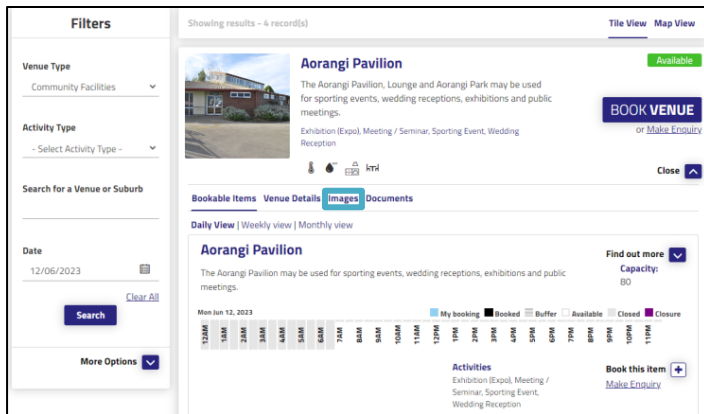 Filters
Venue Type
Community Facilities
Activity Type
- Select Activity Type -
Search for a Venue or Suburb
Date
12/06/2023
Clear All
Search
More Options
Showing results - 4 record(s)
Tile View Map View
Aorangi Pavilion
Available
The Aorangi Pavilion, Lounge and Aorangi Park may be used
for sporting events, wedding receptions, exhibitions and public
meetings.
BOOK VENUE
or Make Enquiry
Exhibition (Expo), Meeting / Seminar, Sporting Event, Wedding
Reception
Close
Bookable Items Venue Details Images Documents
Daily View | Weekly view | Monthly view
Aorangi Pavilion
Find out more
The Aorangi Pavilion may be used for sporting events, wedding receptions, exhibitions and public
meetings.
Capacity:
80
Mon Jun 12, 2023
My booking Booked Buffer Available Closed Closure
12AM 1AM 2AM 3AM 4AM 5AM 6AM 7AM 8AM 9AM 10AM 11AM 12PM 1PM 2PM 3PM 4PM 5PM 6PM 7PM 8PM 9PM 10PM 11PM
Activities
Exhibition (Expo), Meeting /
Seminar, Sporting Event,
Wedding Reception
Book this item
Make Enquiry